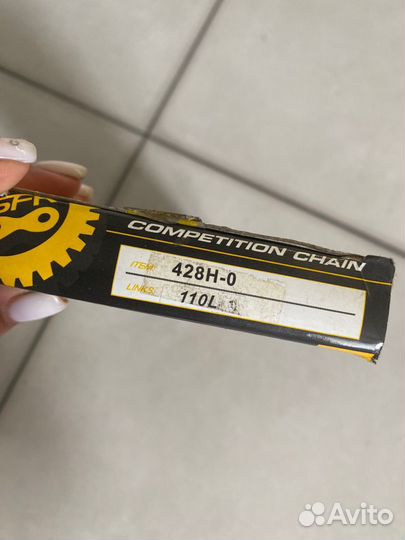 COMPETITION CHAIN
ITEM: 428H-0
LINKS: 110L
Avito